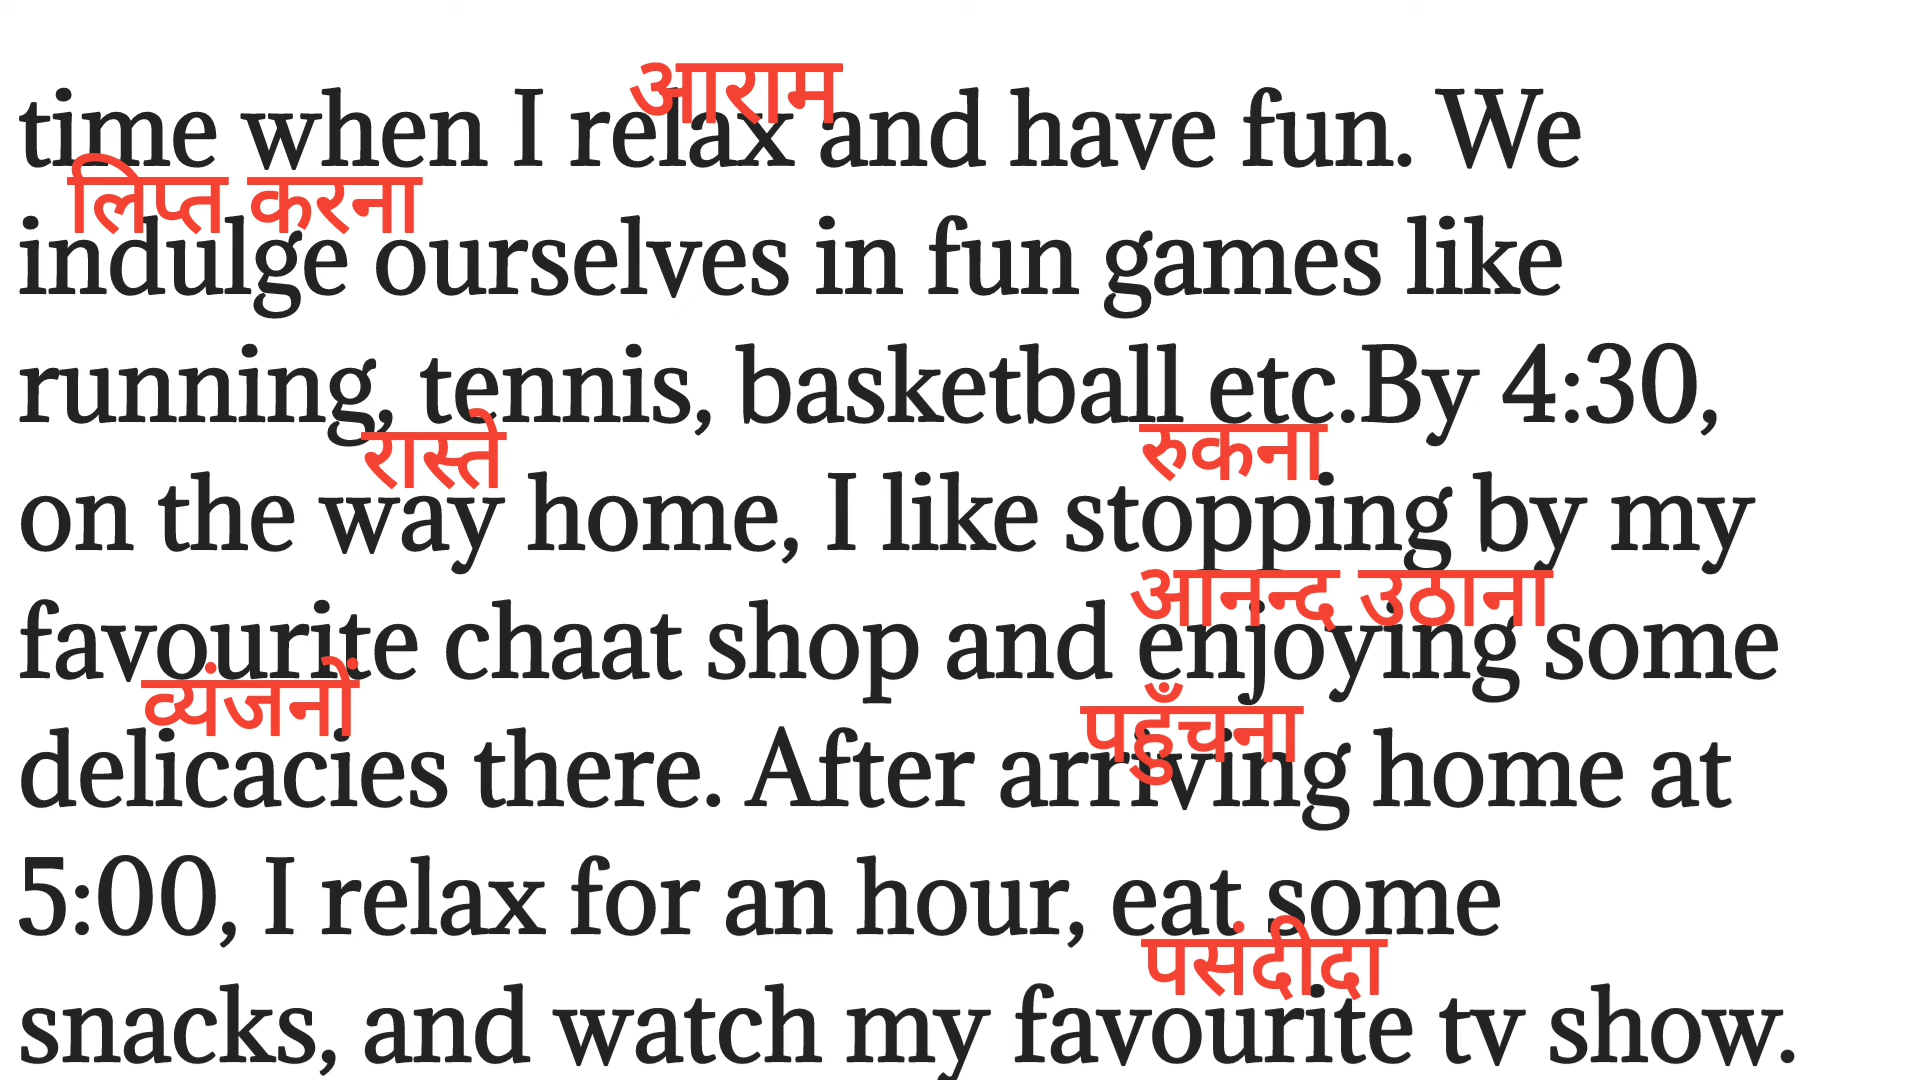 आराम
time when I relax and have fun. We
लिप्त करना
indulge ourselves in fun games like
running, tennis, basketball etc.By 4:30,
रास्ते रुकना
on the way home, I like stopping by my
आनन्द उठाना
favourite chaat shop and enjoying some
व्यंजनों पहुँचना
delicacies there. After arriving home at
5:00, I relax for an hour, eat some
पसंदीदा
snacks, and watch my favourite tv show.